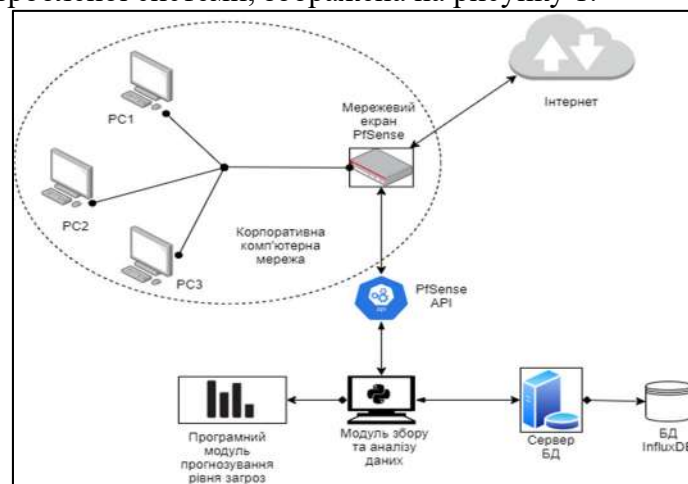 Інтернет
Мережевий
екран
PfSense
PC1
PC2
PC3
Корпоративна
комп'ютерна
мережа
PfSense
API
Програмний
модуль
прогнозування
рівня загроз
Модуль збору
та аналізу
даних
Сервер
БД
БД
InfluxDB